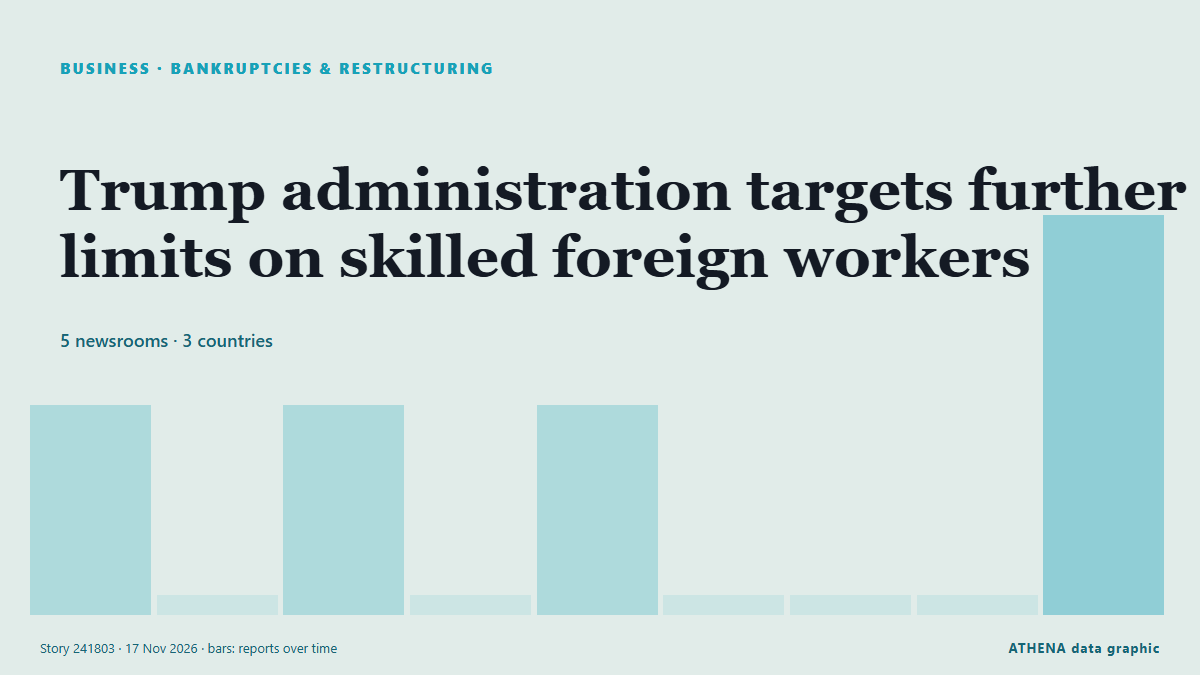 BUSINESS · BANKRUPTCIES & RESTRUCTURING
Trump administration targets further
limits on skilled foreign workers
5 newsrooms · 3 countries
Story 241803 · 17 Nov 2026 · bars: reports over time
ATHENA data graphic